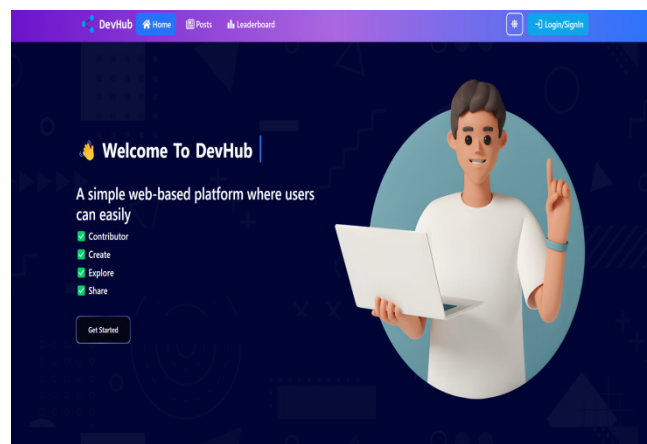 DevHub
Home
Posts
Leaderboard
Login/SignIn
👋 Welcome To DevHub
A simple web-based platform where users
can easily
✅ Contributor
✅ Create
✅ Explore
✅ Share
Get Started